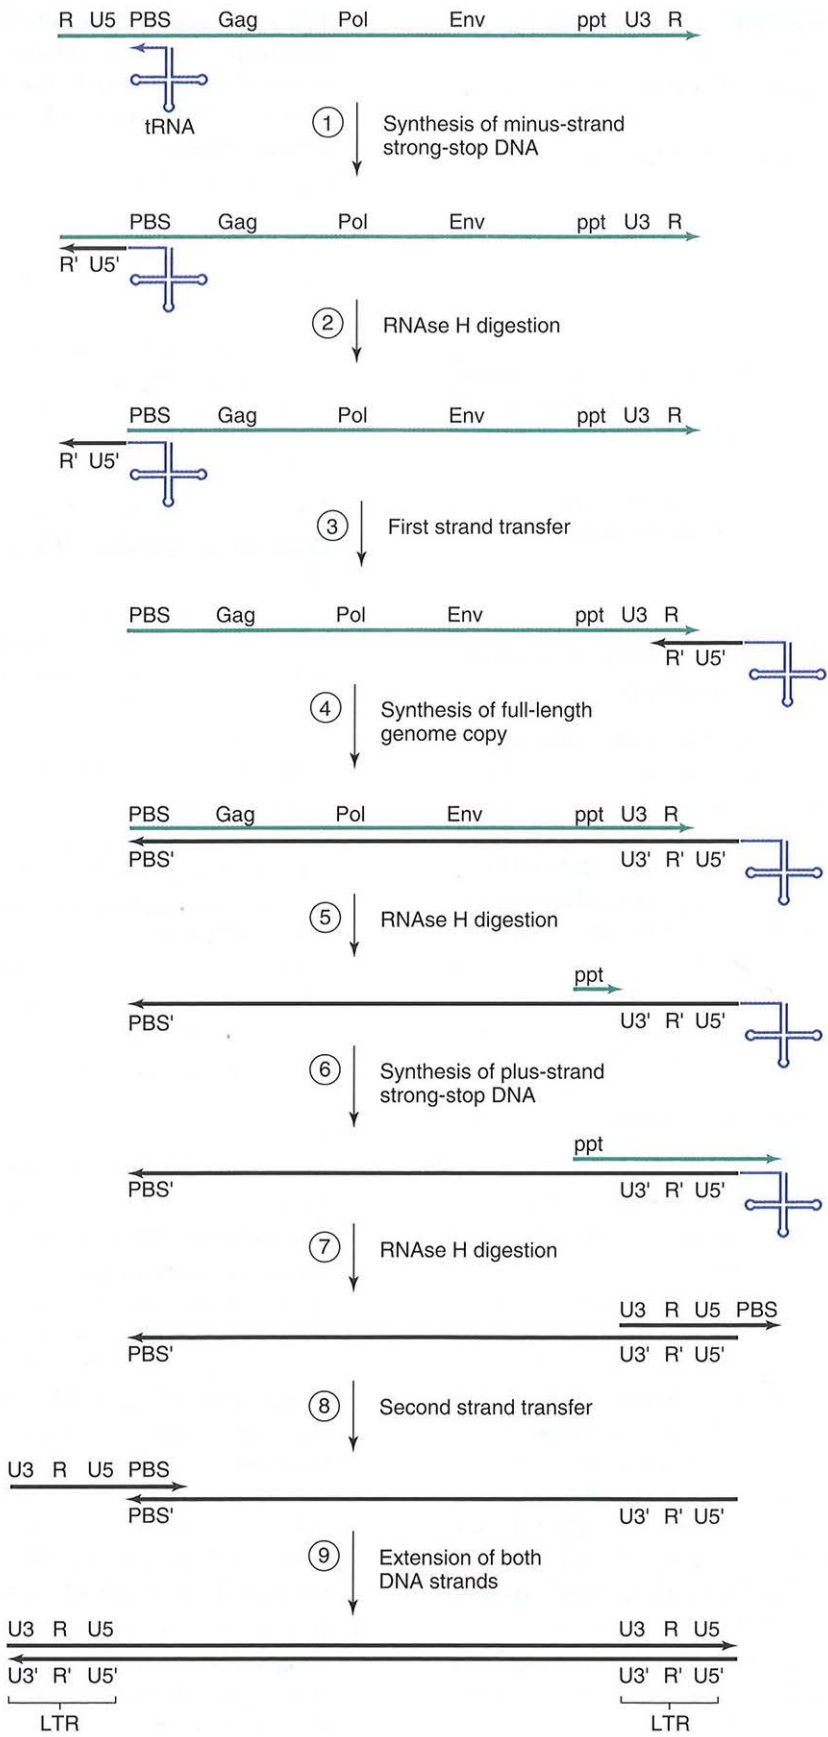 R U5 PBS Gag Pol Env ppt U3 R
tRNA
1 Synthesis of minus-strand
strong-stop DNA
PBS Gag Pol Env ppt U3 R
R' U5'
2 RNAse H digestion
PBS Gag Pol Env ppt U3 R
R' U5'
3 First strand transfer
PBS Gag Pol Env ppt U3 R
R' U5'
4 Synthesis of full-length
genome copy
PBS Gag Pol Env ppt U3 R
PBS' U3' R' U5'
5 RNAse H digestion
ppt
PBS' U3' R' U5'
6 Synthesis of plus-strand
strong-stop DNA
ppt
PBS' U3' R' U5'
7 RNAse H digestion
U3 R U5 PBS
PBS' U3' R' U5'
8 Second strand transfer
U3 R U5 PBS
PBS' U3' R' U5'
9 Extension of both
DNA strands
U3 R U5 U3 R U5
U3' R' U5' U3' R' U5'
LTR LTR